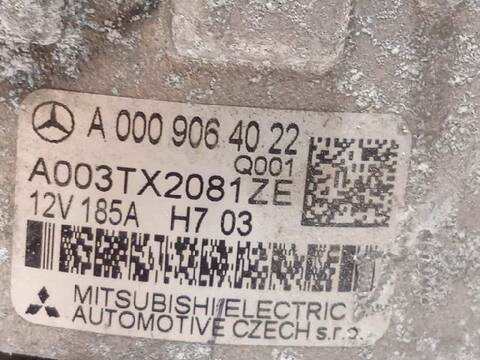 A 000 906 40 22
Q001
A003TX2081ZE
12V 185A H7 03
MITSUBISHI ELECTRIC
AUTOMOTIVE CZECH s.r.o.